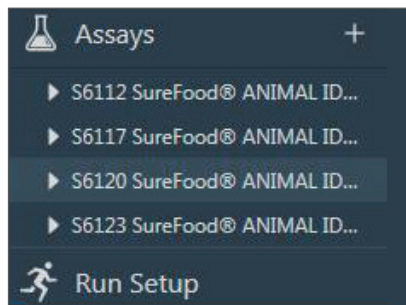 Assays +
S6112 SureFood® ANIMAL ID...
S6117 SureFood® ANIMAL ID...
S6120 SureFood® ANIMAL ID...
S6123 SureFood® ANIMAL ID...
Run Setup